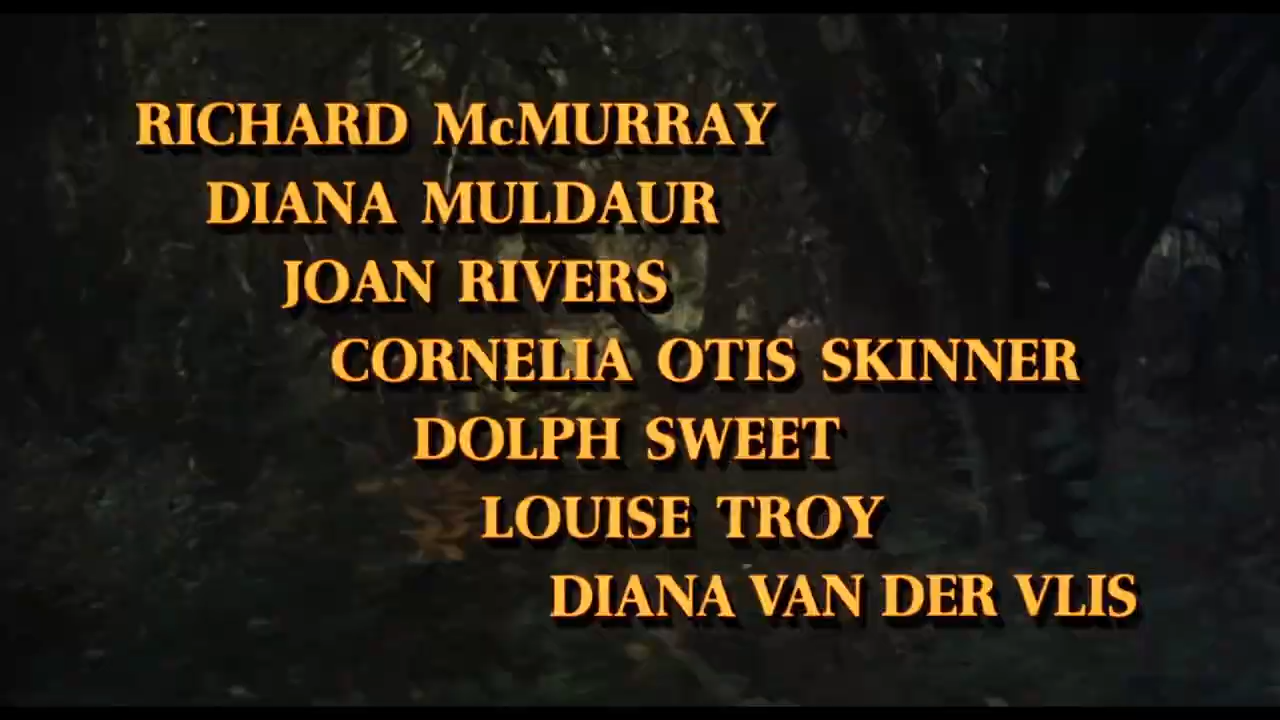 RICHARD McMURRAY
DIANA MULDAUR
JOAN RIVERS
CORNELIA OTIS SKINNER
DOLPH SWEET
LOUISE TROY
DIANA VAN DER VLIS